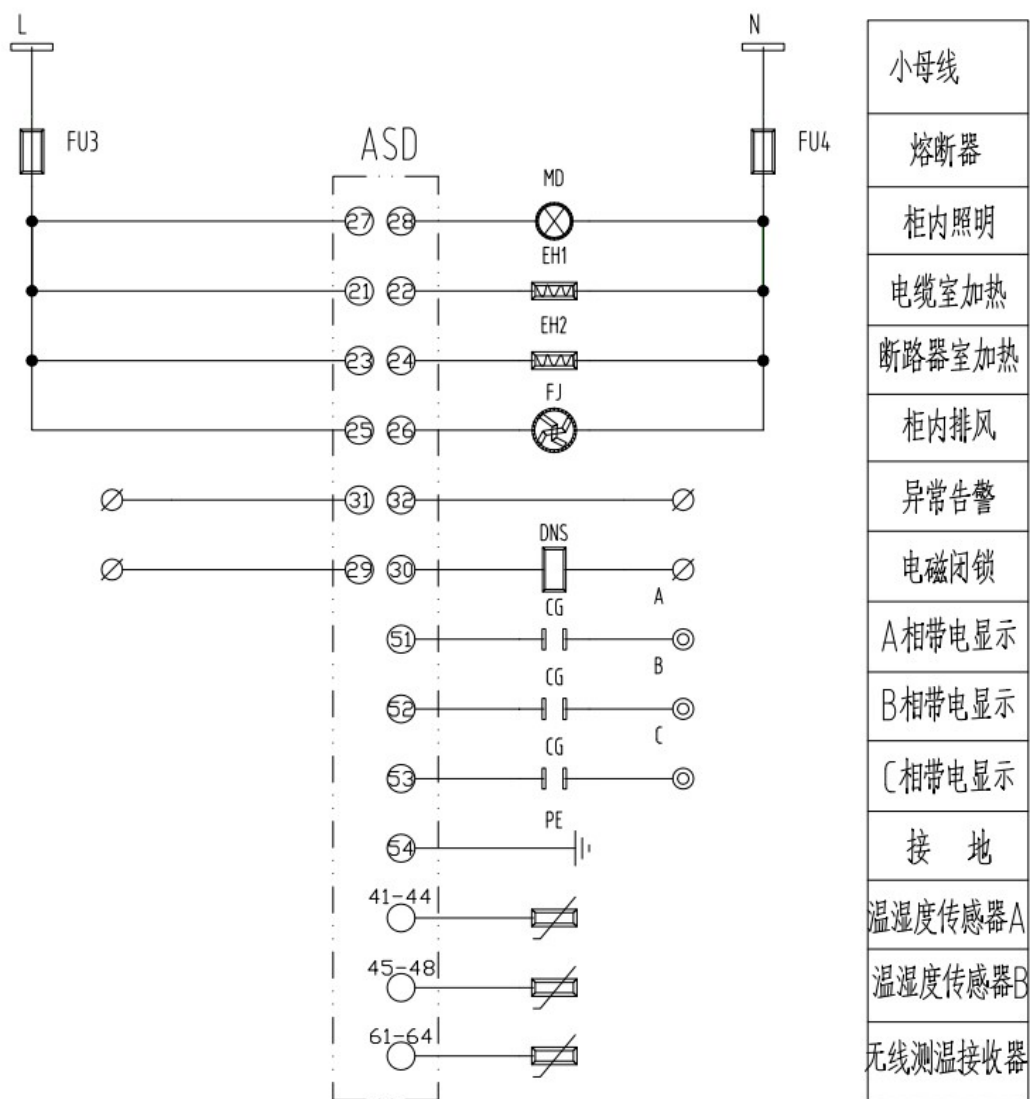 L
N
小母线
FU3
FU4
熔断器
ASD
27
28
MD
柜内照明
21
22
EH1
电缆室加热
23
24
EH2
断路器室加热
25
26
FJ
柜内排风
31
32
异常告警
29
30
DNS
电磁闭锁
51
CG
A
A相带电显示
52
CG
B
B相带电显示
53
CG
C
C相带电显示
54
PE
接 地
41-44
温湿度传感器A
45-48
温湿度传感器B
61-64
无线测温接收器